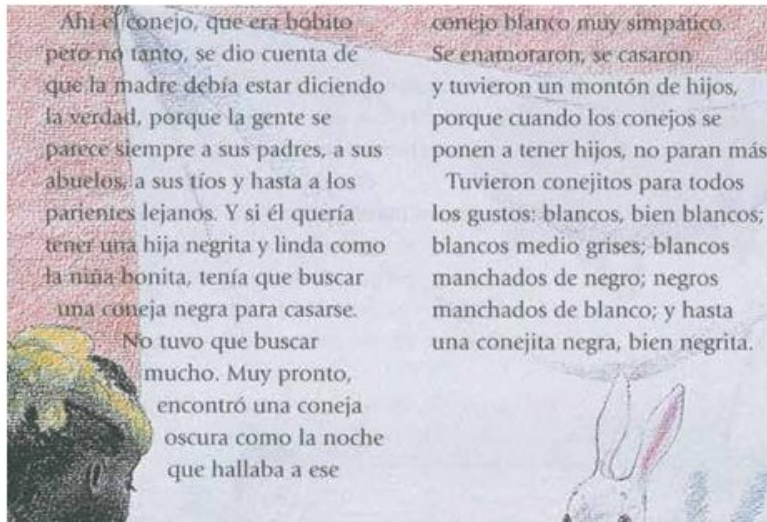 Ahí el conejo, que era bobito
pero no tanto, se dio cuenta de
que la madre debía estar diciendo
la verdad, porque la gente se
parece siempre a sus padres, a sus
abuelos, a sus tíos y hasta a los
parientes lejanos. Y si él quería
tener una hija negrita y linda como
la niña bonita, tenía que buscar
una coneja negra para casarse.
No tuvo que buscar
mucho. Muy pronto,
encontró una coneja
oscura como la noche
que hallaba a ese
conejo blanco muy simpático.
Se enamoraron, se casaron
y tuvieron un montón de hijos,
porque cuando los conejos se
ponen a tener hijos, no paran más
Tuvieron conejitos para todos
los gustos: blancos, bien blancos;
blancos medio grises; blancos
manchados de negro; negros
manchados de blanco; y hasta
una conejita negra, bien negrita.